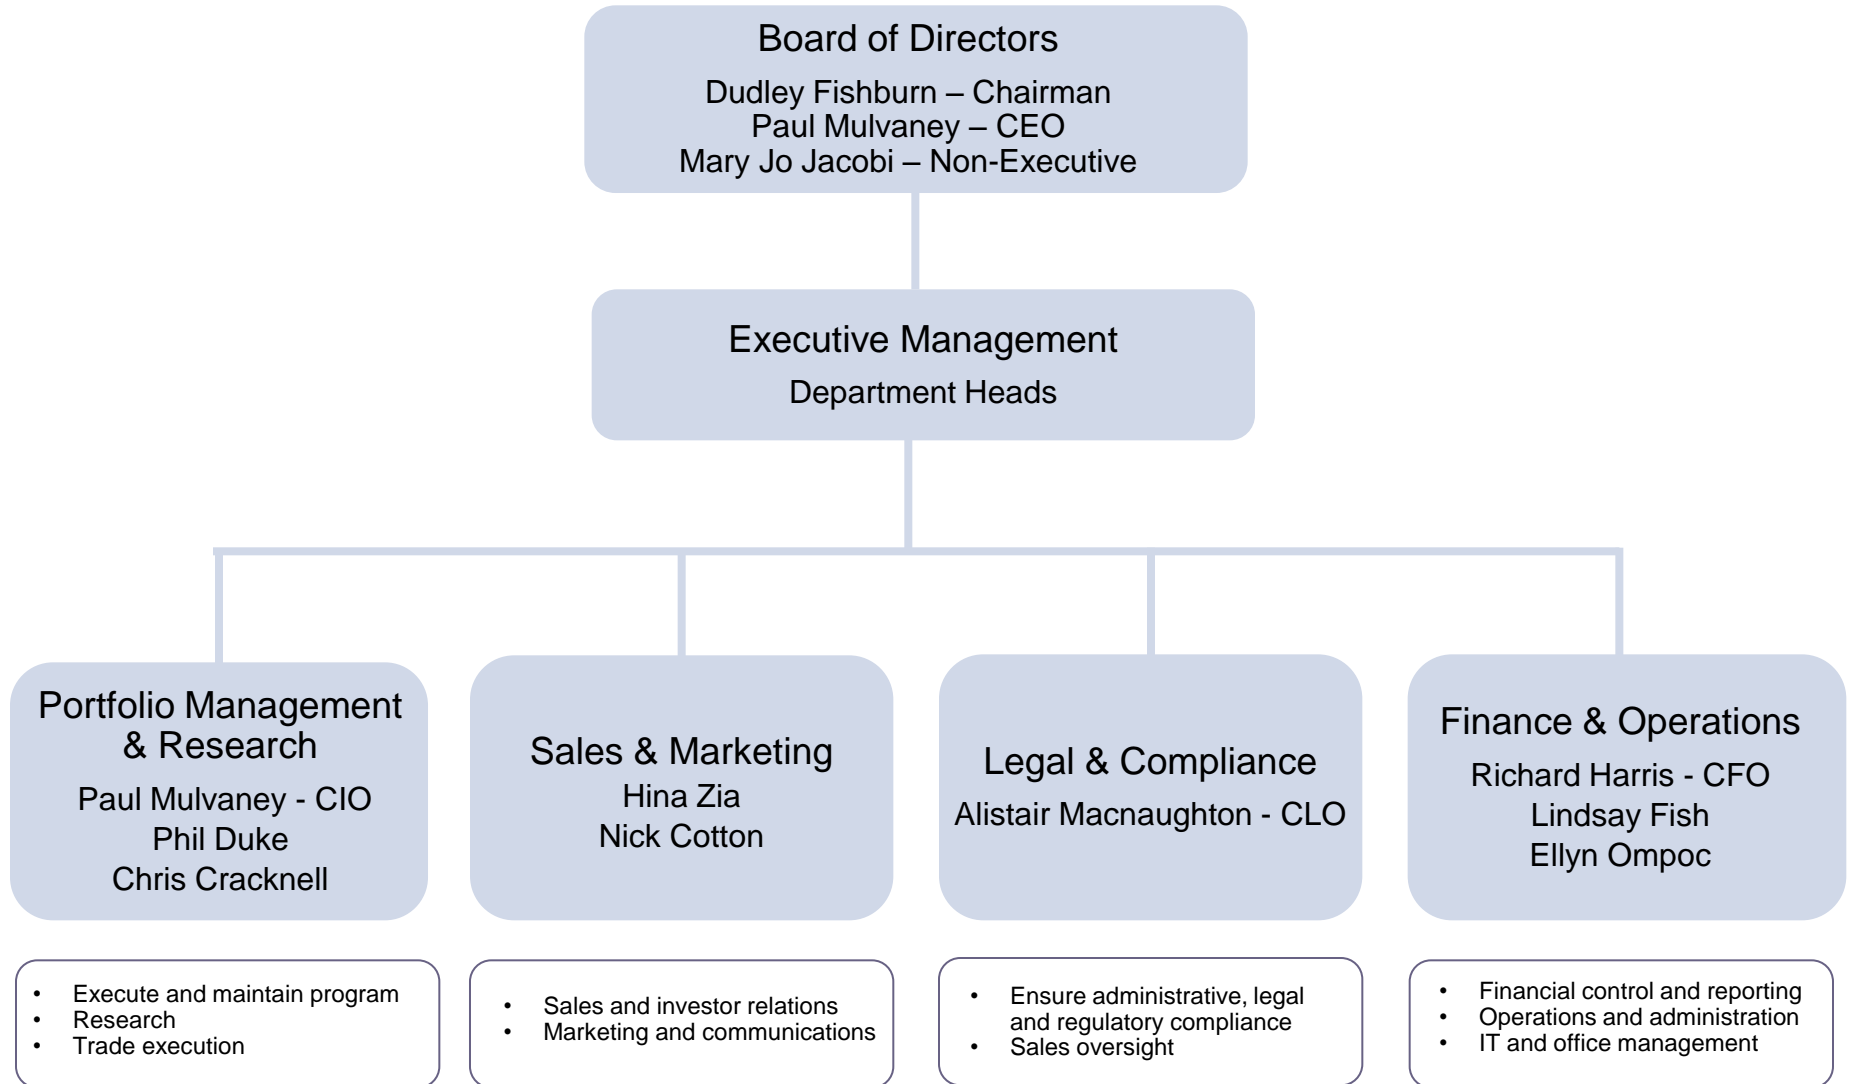 Board of Directors
Dudley Fishburn – Chairman
Paul Mulvaney – CEO
Mary Jo Jacobi – Non-Executive
Executive Management
Department Heads
Portfolio Management
& Research
Paul Mulvaney - CIO
Phil Duke
Chris Cracknell
Sales & Marketing
Hina Zia
Nick Cotton
Legal & Compliance
Alistair Macnaughton - CLO
Finance & Operations
Richard Harris - CFO
Lindsay Fish
Ellyn Ompoc
• Execute and maintain program
• Research
• Trade execution
• Sales and investor relations
• Marketing and communications
• Ensure administrative, legal
and regulatory compliance
• Sales oversight
• Financial control and reporting
• Operations and administration
• IT and office management